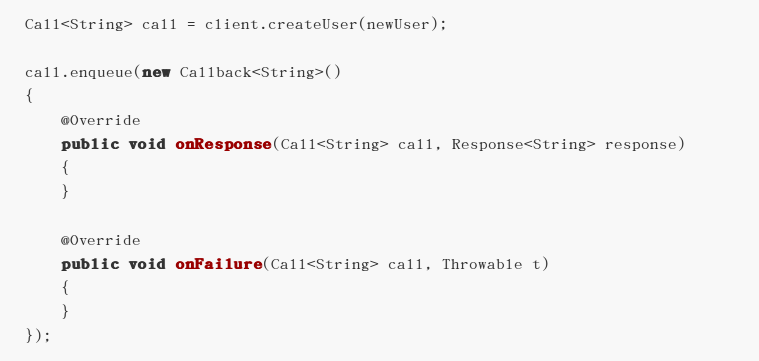 Call<String> call = client.createUser(newUser);
call.enqueue(new Callback<String>()
{
    @Override
    public void onResponse(Call<String> call, Response<String> response)
    {
    }
    @Override
    public void onFailure(Call<String> call, Throwable t)
    {
    }
});